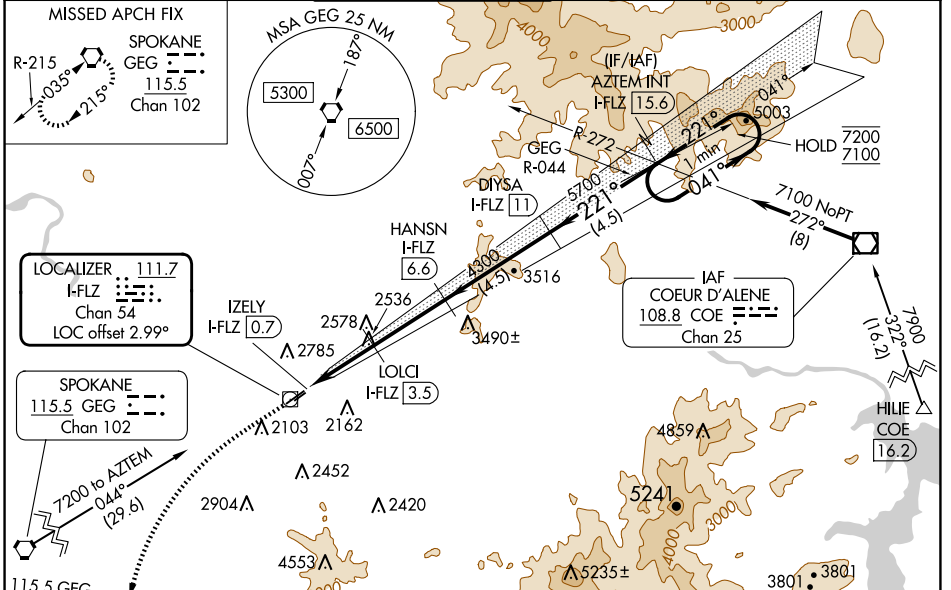 MISSED APCH FIX
SPOKANE
GEG
115.5
Chan 102
R-215
035°
215°
MSA GEG 25 NM
187°
5300
6500
007°
4000
3000
(IF/IAF)
AZTEM INT
I-FLZ 15.6
041°
5003
R-272
221°
HOLD 7200
7100
GEG
R-044
1 min
041°
5700
221°
(4.5)
DIYSA
I-FLZ 11
7100 NoPT
272°
(8)
HANSN
I-FLZ
6.6
4300
(4.5)
3516
LOCALIZER 111.7
I-FLZ
Chan 54
LOC offset 2.99°
IAF
COEUR D'ALENE
108.8 COE
Chan 25
7900
322°
(16.2)
IZELY
I-FLZ 0.7
2536
2578
3490±
2785
LOLCI
I-FLZ 3.5
SPOKANE
115.5 GEG
Chan 102
HILIE
COE
16.2
2103
2162
4859
7200 to AZTEM
044°
(29.6)
2452
2904
2420
5241
3000
4000
4553
5235±
3801
3801
115.5 GEG